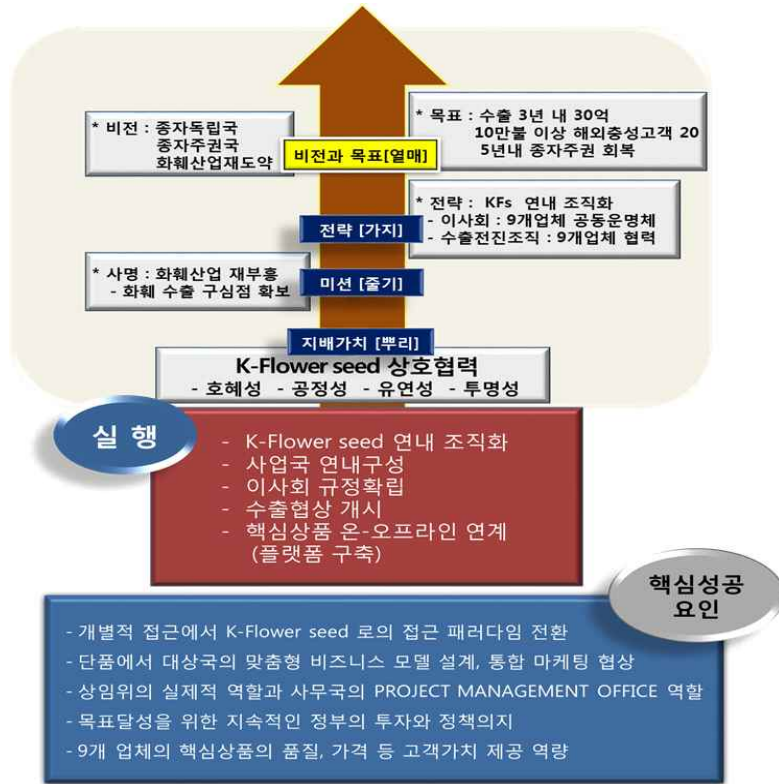 * 비전 : 종자독립국
종자주권국
화훼산업재도약
* 목표 : 수출 3년 내 30억
10만불 이상 해외충성고객 20
5년내 종자주권 회복
비전과 목표[열매]
* 전략 : KFs 연내 조직화
- 이사회 : 9개업체 공동운명체
- 수출전진조직 : 9개업체 협력
전략 [가지]
* 사명 : 화훼산업 재부흥
- 화훼 수출 구심점 확보
미션 [줄기]
지배가치 [뿌리]
K-Flower seed 상호협력
- 호혜성 - 공정성 - 유연성 - 투명성
실 행
- K-Flower seed 연내 조직화
- 사업국 연내구성
- 이사회 규정확립
- 수출협상 개시
- 핵심상품 온-오프라인 연계
(플랫폼 구축)
핵심성공
요인
- 개별적 접근에서 K-Flower seed 로의 접근 패러다임 전환
- 단품에서 대상국의 맞춤형 비즈니스 모델 설계, 통합 마케팅 협상
- 상임위의 실제적 역할과 사무국의 PROJECT MANAGEMENT OFFICE 역할
- 목표달성을 위한 지속적인 정부의 투자와 정책의지
- 9개 업체의 핵심상품의 품질, 가격 등 고객가치 제공 역량